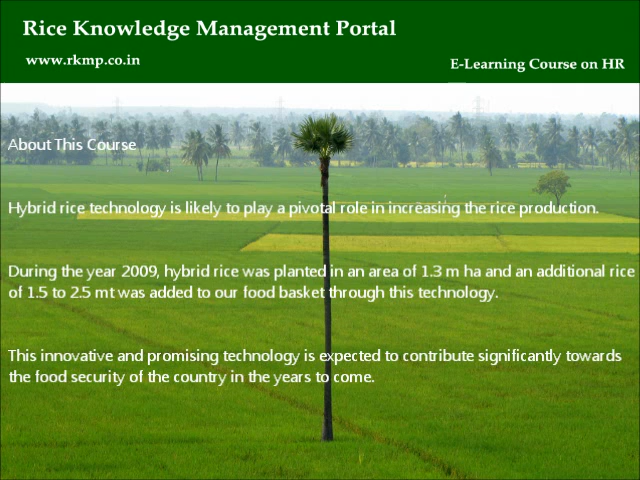 Rice Knowledge Management Portal
www.rkmp.co.in
E-Learning Course on HR
About This Course
Hybrid rice technology is likely to play a pivotal role in increasing the rice production.
During the year 2009, hybrid rice was planted in an area of 1.3 m ha and an additional rice
of 1.5 to 2.5 mt was added to our food basket through this technology.
This innovative and promising technology is expected to contribute significantly towards
the food security of the country in the years to come.